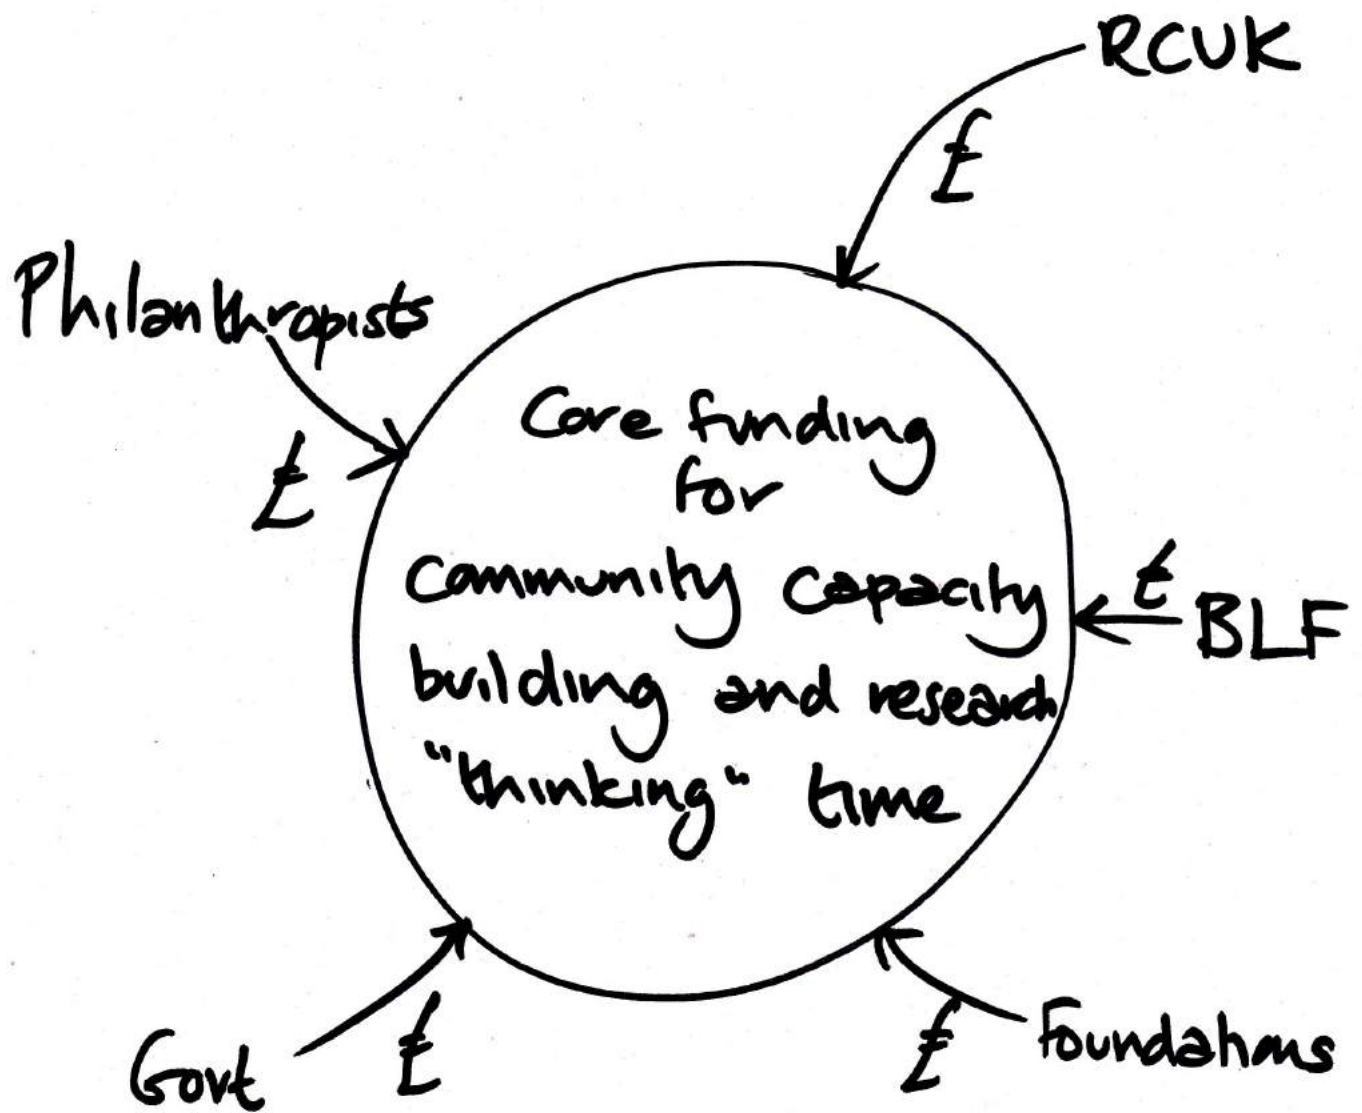 RCUK
£
Philanthropists
£
Core funding
for
community capacity
building and research
"thinking" time
£
BLF
Govt
£
£
Foundations